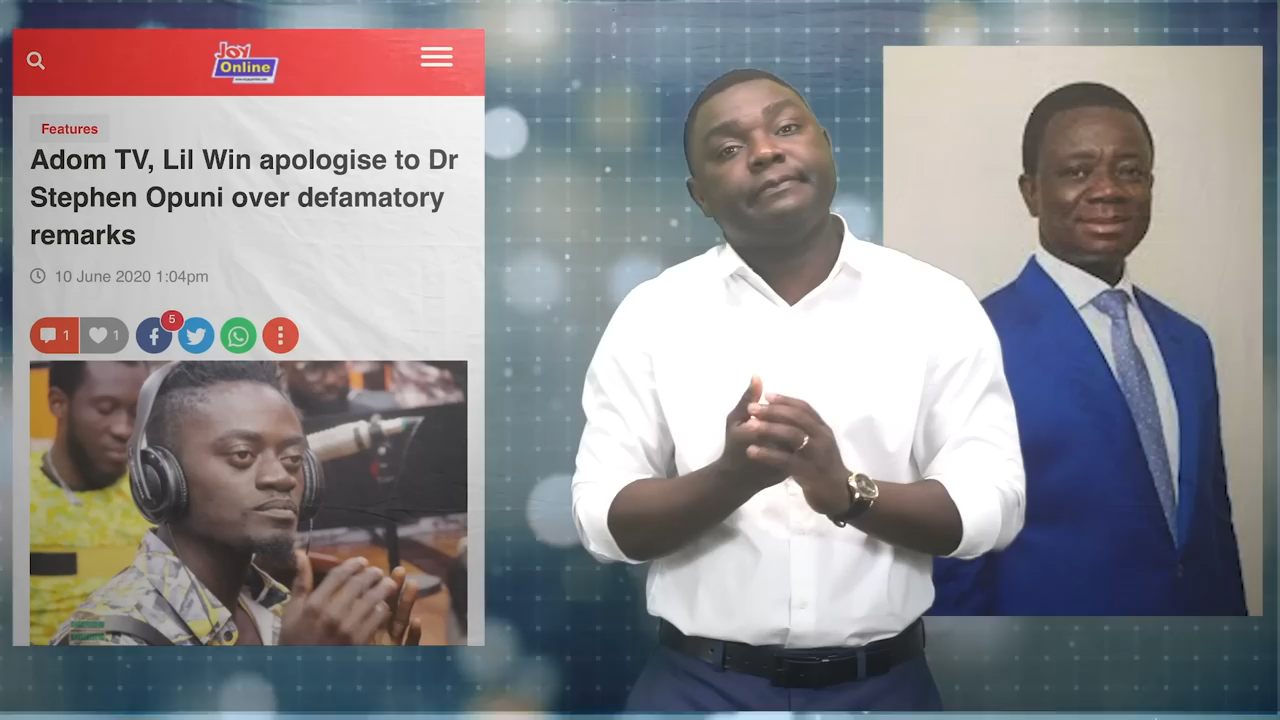 Joy
Online
Features
Adom TV, Lil Win apologise to Dr
Stephen Opuni over defamatory
remarks
10 June 2020 1:04pm
1
1
5